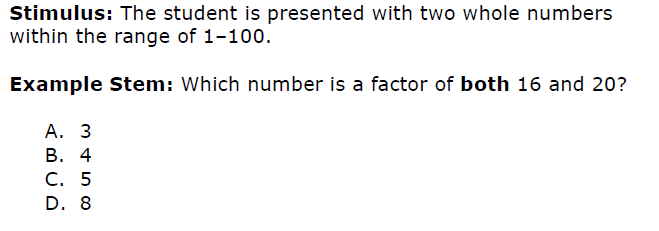 Stimulus: The student is presented with two whole numbers
within the range of 1–100.
Example Stem: Which number is a factor of both 16 and 20?
A. 3
B. 4
C. 5
D. 8